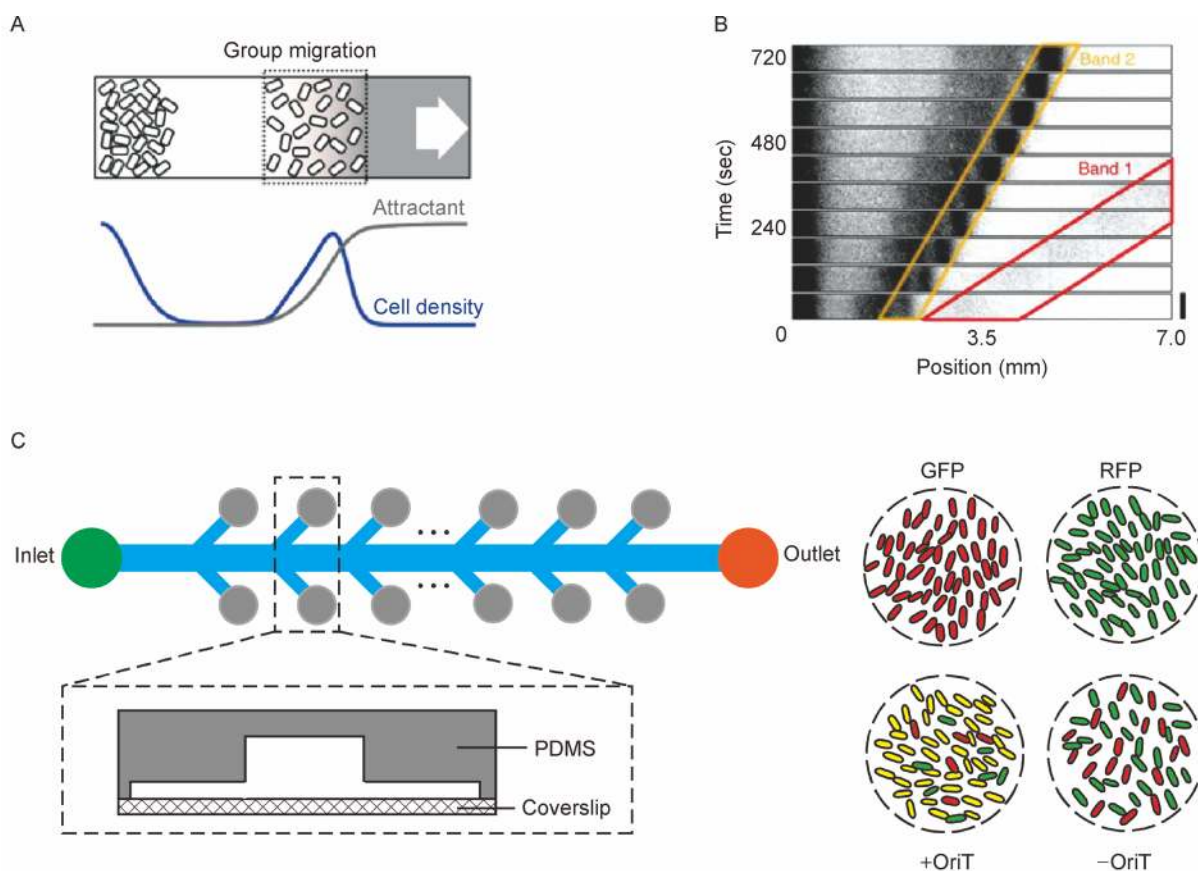 A
Group migration
Attractant
Cell density
B
720
480
240
0
Time (sec)
Band 2
Band 1
3.5
7.0
Position (mm)
C
Inlet
...
...
Outlet
PDMS
Coverslip
GFP
RFP
+OriT
−OriT